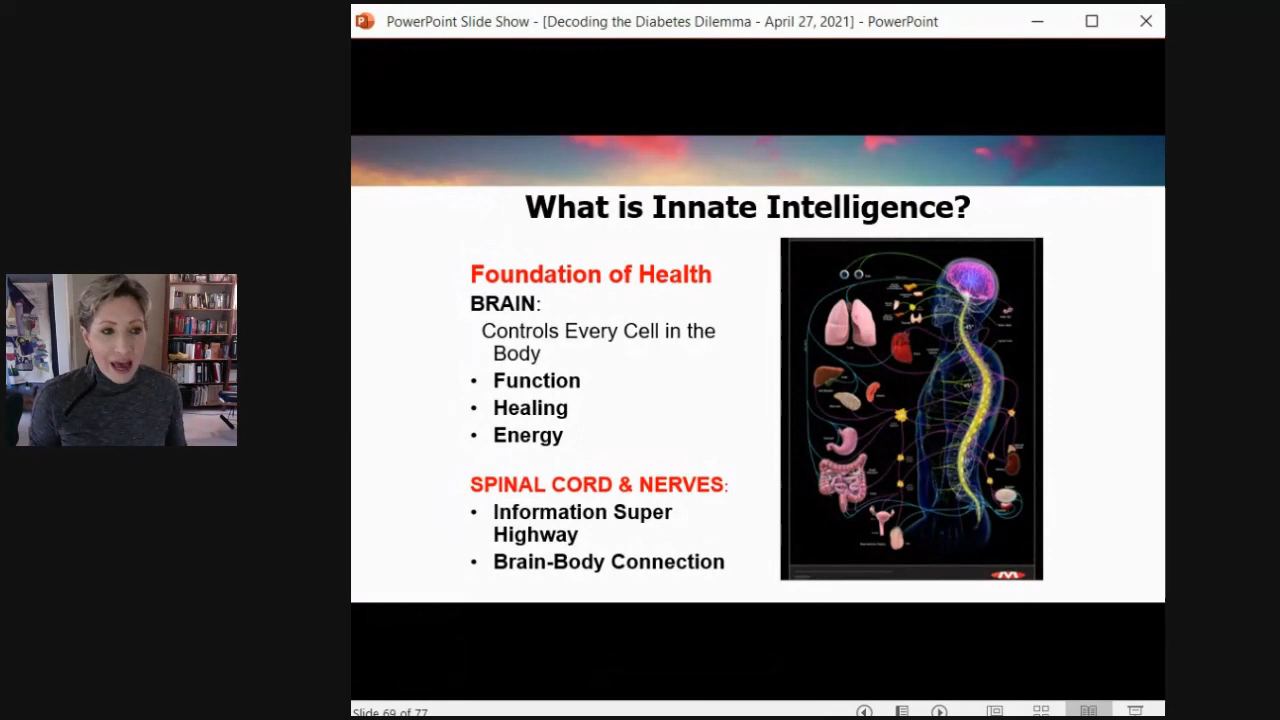 PowerPoint Slide Show - [Decoding the Diabetes Dilemma - April 27, 2021] - PowerPoint
What is Innate Intelligence?
Foundation of Health
BRAIN:
Controls Every Cell in the
Body
• Function
• Healing
• Energy
SPINAL CORD & NERVES:
• Information Super
Highway
• Brain-Body Connection
Slide 69 of 77